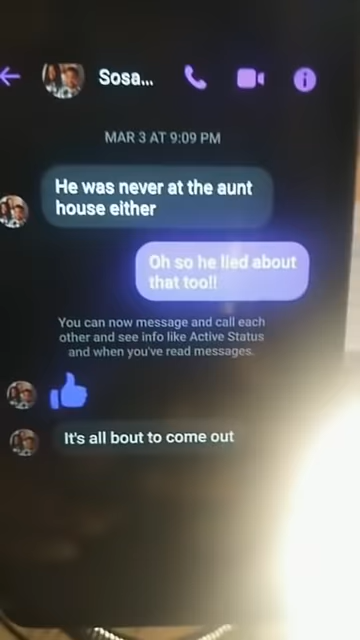 Sosa...
MAR 3 AT 9:09 PM
He was never at the aunt
house either
Oh so he lied about
that too!!
You can now message and call each
other and see info like Active Status
and when you've read messages.
It's all bout to come out